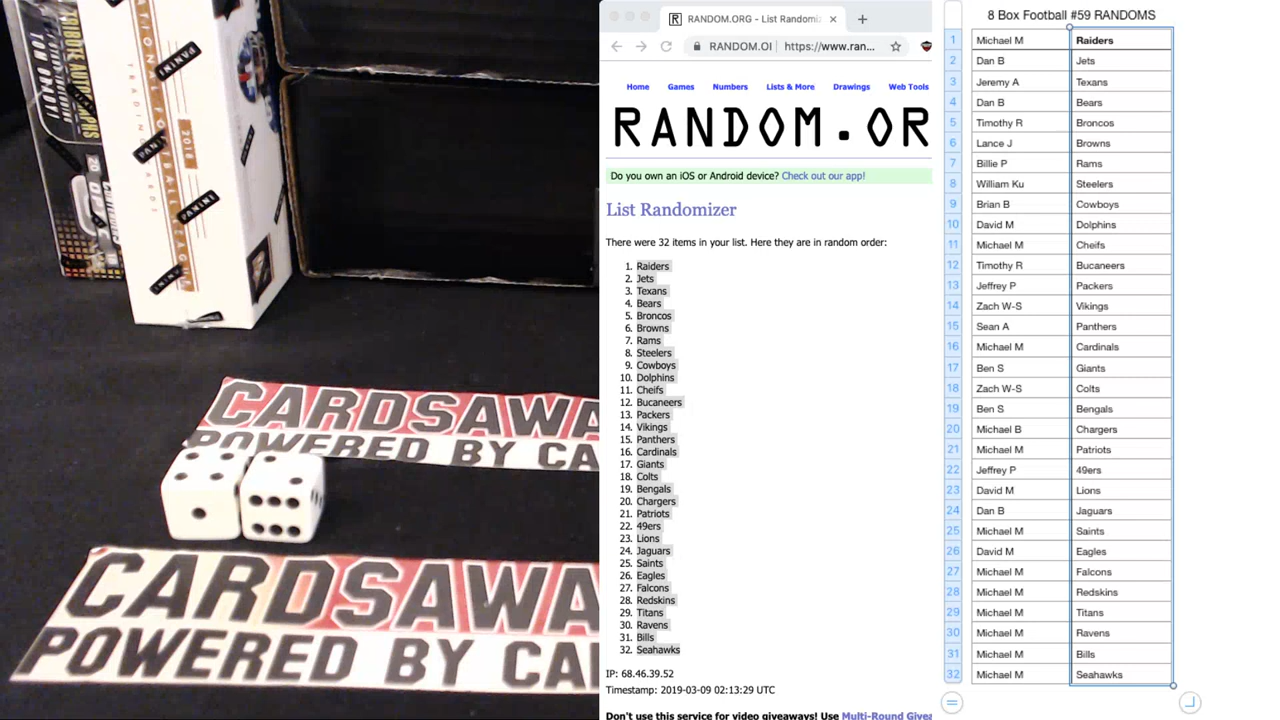 RANDOM.ORG - List Randomiz
RANDOM.OI
https://www.ran...
Home
Games
Numbers
Lists & More
Drawings
Web Tools
RANDOM.OR
Do you own an iOS or Android device? Check out our app!
List Randomizer
There were 32 items in your list. Here they are in random order:
1. Raiders
2. Jets
3. Texans
4. Bears
5. Broncos
6. Browns
7. Rams
8. Steelers
9. Cowboys
10. Dolphins
11. Cheifs
12. Bucaneers
13. Packers
14. Vikings
15. Panthers
16. Cardinals
17. Giants
18. Colts
19. Bengals
20. Chargers
21. Patriots
22. 49ers
23. Lions
24. Jaguars
25. Saints
26. Eagles
27. Falcons
28. Redskins
29. Titans
30. Ravens
31. Bills
32. Seahawks
IP: 68.46.39.52
Timestamp: 2019-03-09 02:13:29 UTC
Don't use this service for video giveaways! Use Multi-Round Givea
8 Box Football #59 RANDOMS
1 Michael M Raiders
2 Dan B Jets
3 Jeremy A Texans
4 Dan B Bears
5 Timothy R Broncos
6 Lance J Browns
7 Billie P Rams
8 William Ku Steelers
9 Brian B Cowboys
10 David M Dolphins
11 Michael M Cheifs
12 Timothy R Bucaneers
13 Jeffrey P Packers
14 Zach W-S Vikings
15 Sean A Panthers
16 Michael M Cardinals
17 Ben S Giants
18 Zach W-S Colts
19 Ben S Bengals
20 Michael B Chargers
21 Michael M Patriots
22 Jeffrey P 49ers
23 David M Lions
24 Dan B Jaguars
25 Michael M Saints
26 David M Eagles
27 Michael M Falcons
28 Michael M Redskins
29 Michael M Titans
30 Michael M Ravens
31 Michael M Bills
32 Michael M Seahawks
PANINI
PANINI
PANINI
PANINI
2018
CARDSAWA
POWERED BY CA
CARDSAWA
POWERED BY CAI